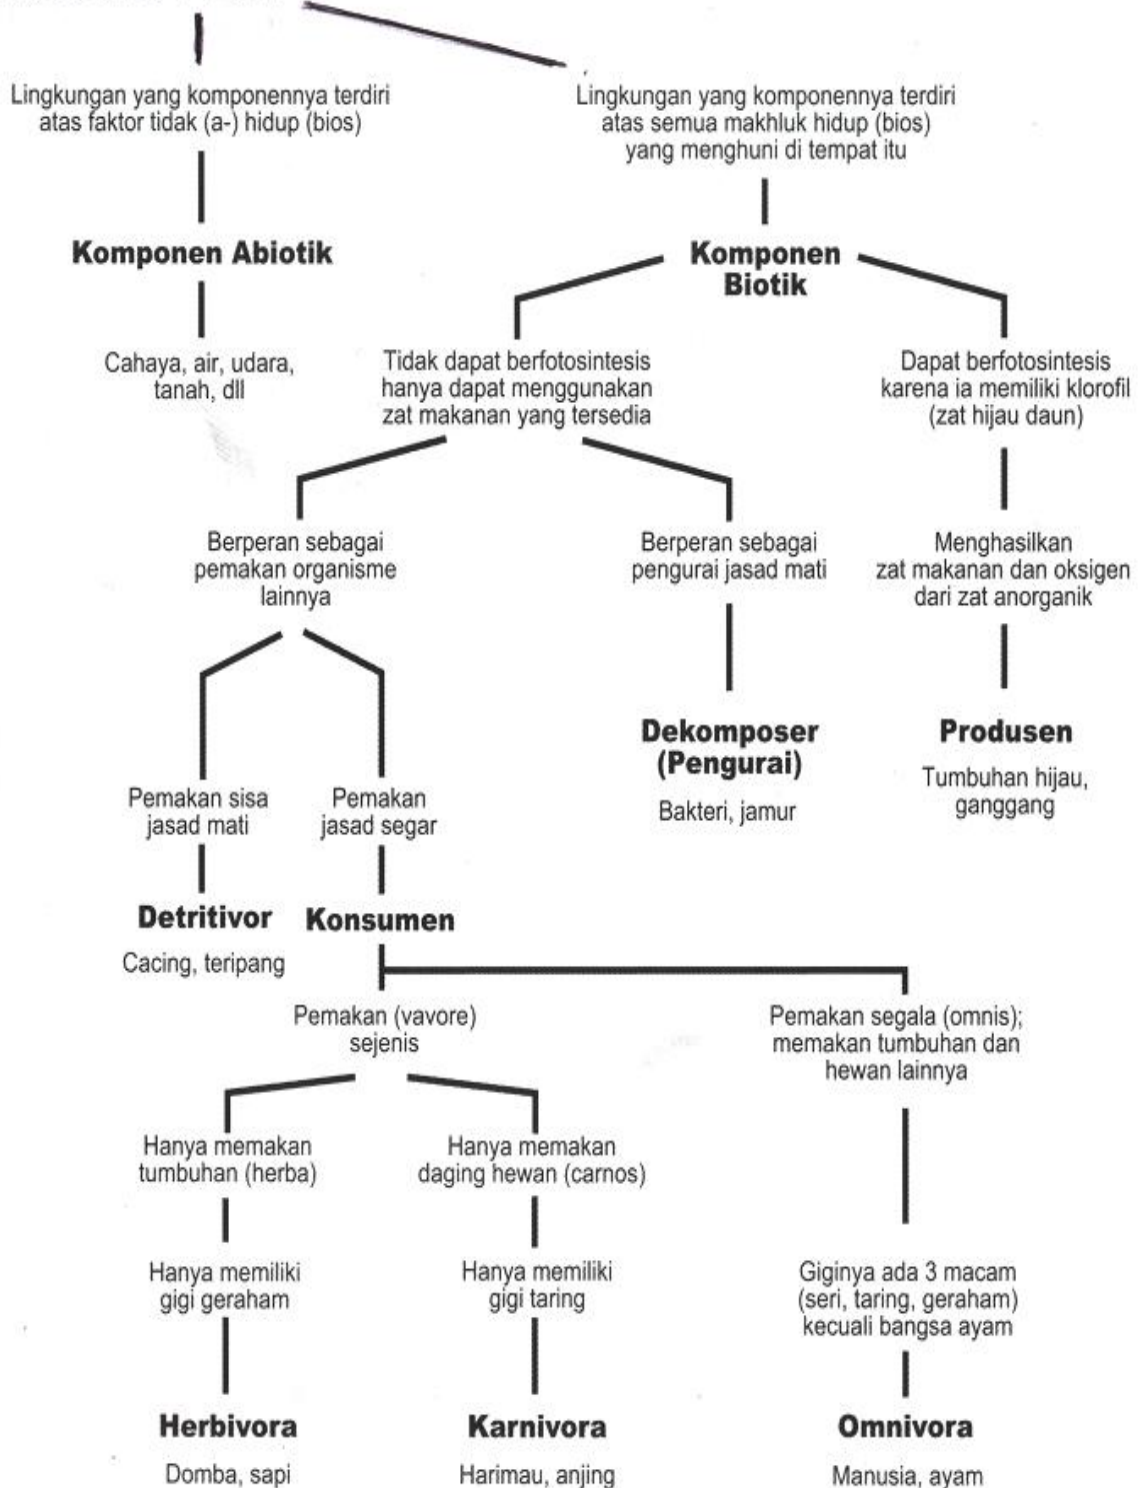 Lingkungan yang komponennya terdiri
atas faktor tidak (a-) hidup (bios)
Lingkungan yang komponennya terdiri
atas semua makhluk hidup (bios)
yang menghuni di tempat itu
Komponen Abiotik
Komponen
Biotik
Cahaya, air, udara,
tanah, dll
Tidak dapat berfotosintesis
hanya dapat menggunakan
zat makanan yang tersedia
Dapat berfotosintesis
karena ia memiliki klorofil
(zat hijau daun)
Berperan sebagai
pemakan organisme
lainnya
Berperan sebagai
pengurai jasad mati
Menghasilkan
zat makanan dan oksigen
dari zat anorganik
Dekomposer
(Pengurai)
Bakteri, jamur
Produsen
Tumbuhan hijau,
ganggang
Pemakan sisa
jasad mati
Pemakan
jasad segar
Detritivor
Cacing, teripang
Konsumen
Pemakan (vavore)
sejenis
Pemakan segala (omnis);
memakan tumbuhan dan
hewan lainnya
Hanya memakan
tumbuhan (herba)
Hanya memakan
daging hewan (carnos)
Hanya memiliki
gigi geraham
Hanya memiliki
gigi taring
Giginya ada 3 macam
(seri, taring, geraham)
kecuali bangsa ayam
Herbivora
Domba, sapi
Karnivora
Harimau, anjing
Omnivora
Manusia, ayam